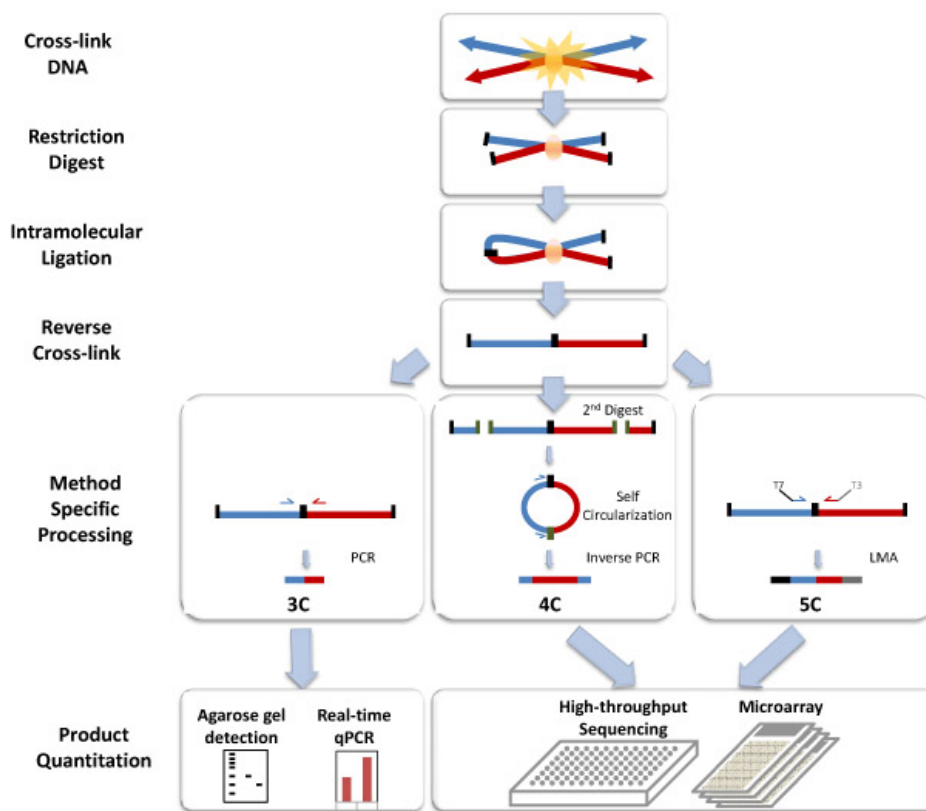 Cross-link
DNA
Restriction
Digest
Intramolecular
Ligation
Reverse
Cross-link
Method
Specific
Processing
PCR
3C
2nd Digest
Self
Circularization
Inverse PCR
4C
T7
T3
LMA
5C
Product
Quantitation
Agarose gel
detection
Real-time
qPCR
High-throughput
Sequencing
Microarray